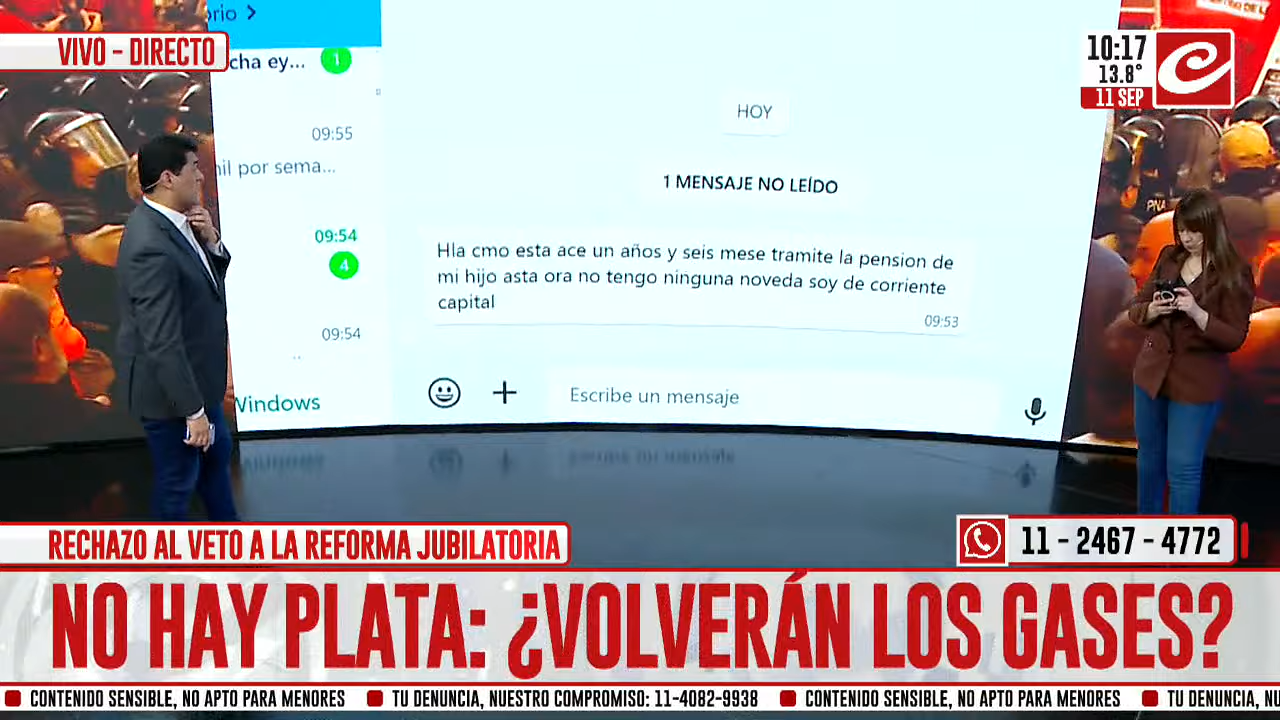 VIVO - DIRECTO
orio >
cha ey...
1
09:55
mil por sema...
09:54
4
09:54
Windows
HOY
1 MENSAJE NO LEÍDO
Hla cmo esta ace un años y seis mese tramite la pension de
mi hijo asta ora no tengo ninguna noveda soy de corriente
capital
09:53
Escribe un mensaje
10:17
13.8°
11 SEP
PNA
RECHAZO AL VETO A LA REFORMA JUBILATORIA
11 - 2467 - 4772
NO HAY PLATA: ¿VOLVERÁN LOS GASES?
CONTENIDO SENSIBLE, NO APTO PARA MENORES TU DENUNCIA, NUESTRO COMPROMISO: 11-4082-9938 CONTENIDO SENSIBLE, NO APTO PARA MENORES TU DENUNCIA, NU